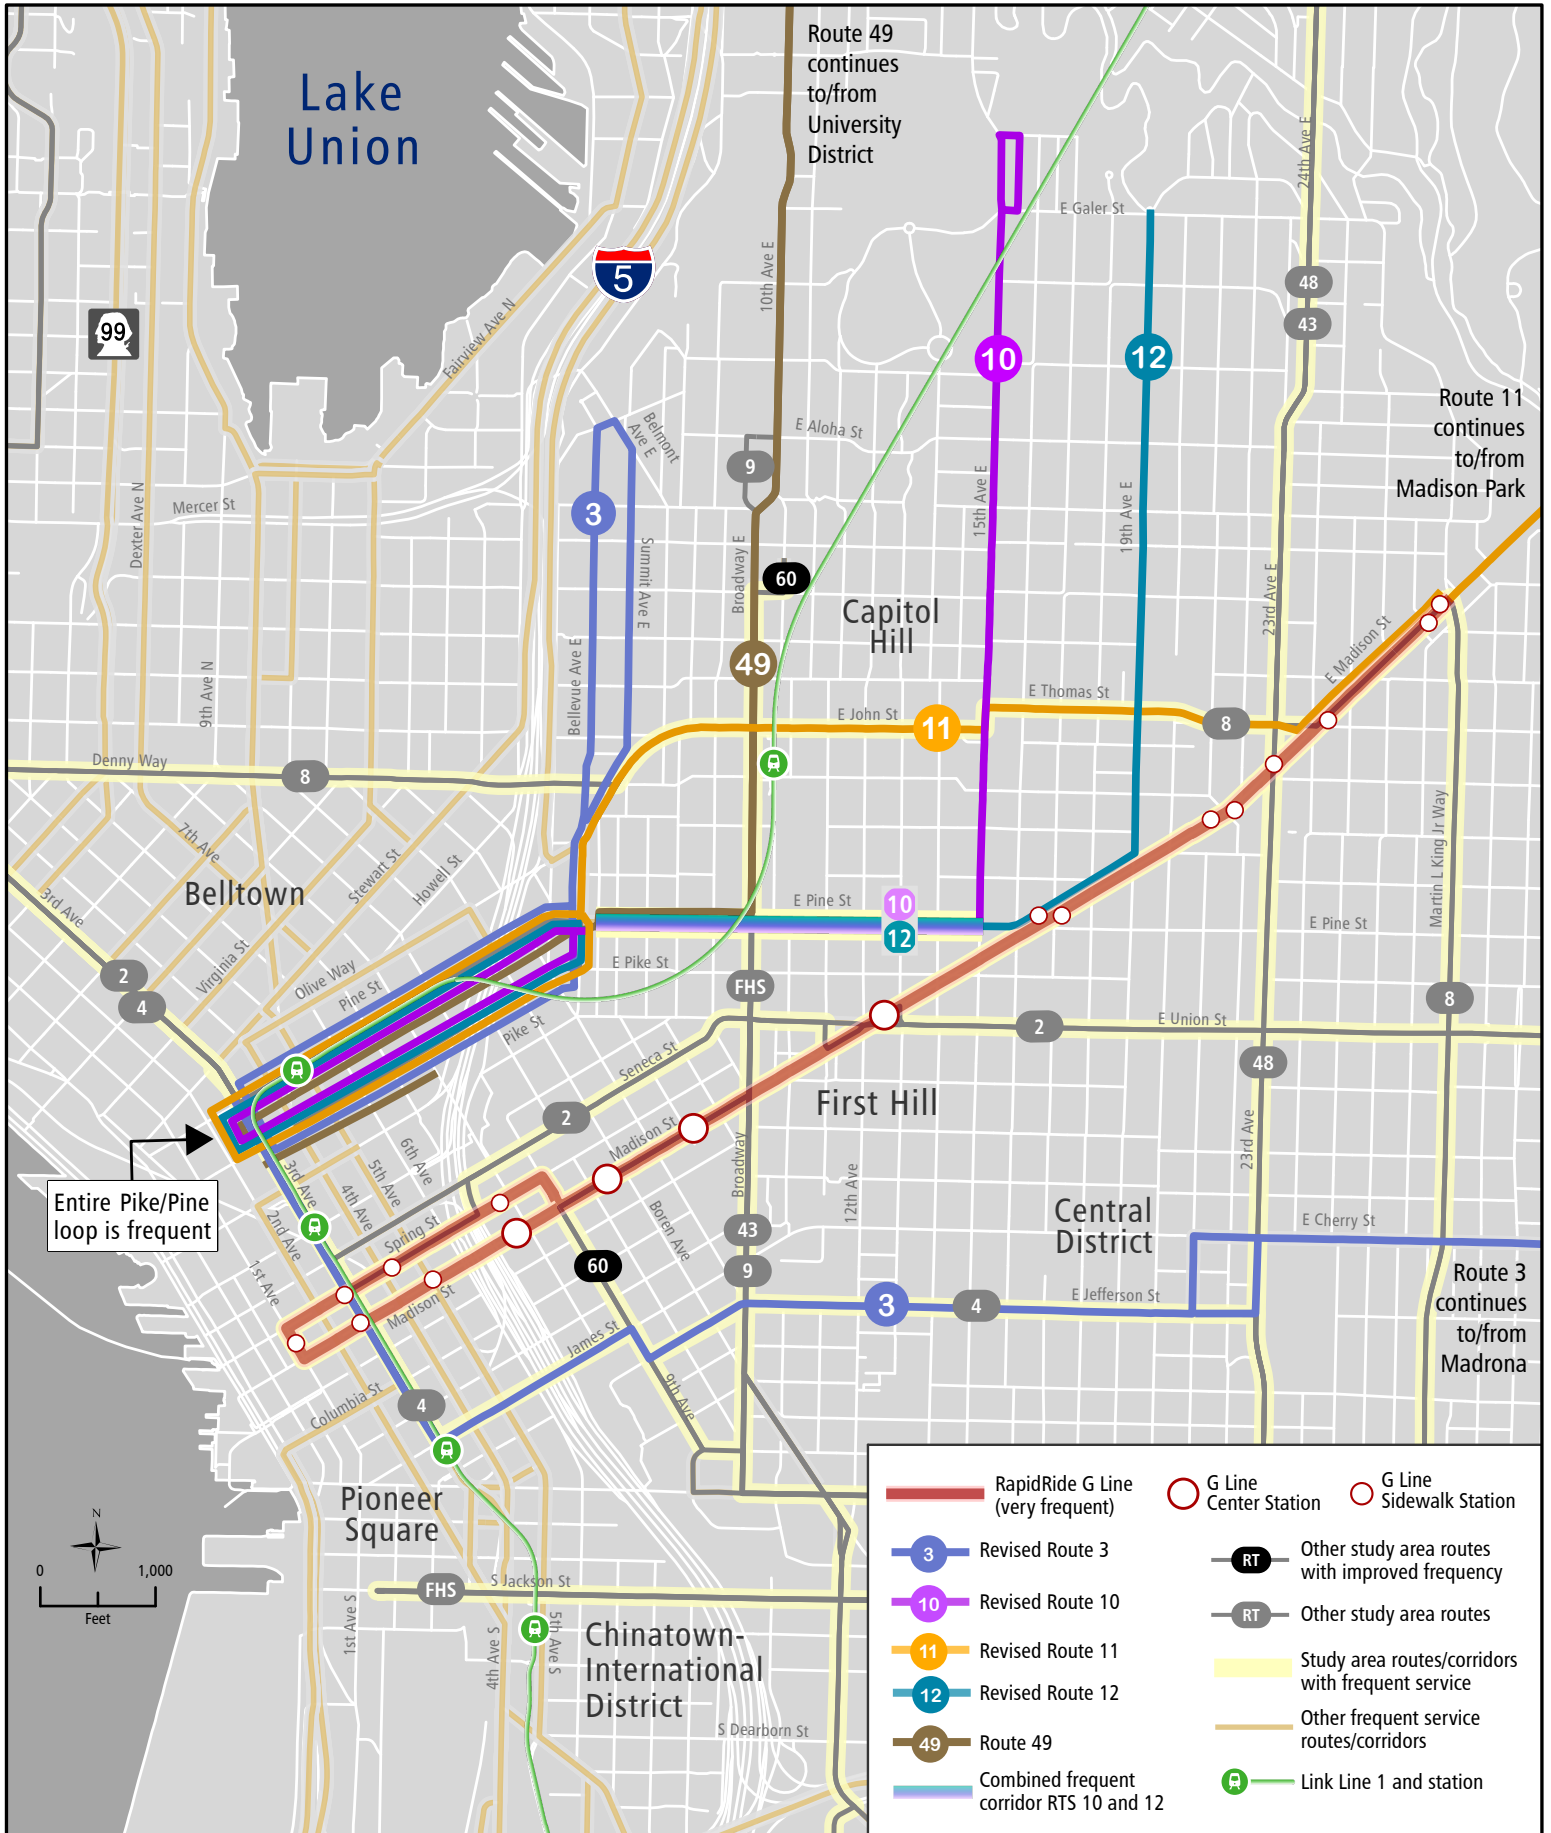 Route 49
continues
to/from
University
District
Lake
Union
24th Ave E
E Galer St
5
10th Ave E
48
43
99
Fairview Ave N
10
12
Route 11
continues
to/from
Madison Park
Belmont
Ave E
E Aloha St
9
Mercer St
Dexter Ave N
3
15th Ave E
19th Ave E
Summit Ave E
Broadway E
60
Capitol
Hill
23rd Ave E
E Madison St
9th Ave N
Bellevue Ave E
49
E Thomas St
E John St
11
8
Denny Way
8
7th Ave
Stewart St
Howell St
Martin L King Jr Way
Belltown
3rd Ave
E Pine St
10
12
E Pine St
Virginia St
Olive Way
Pine St
E Pike St
2
4
FHS
8
Pike St
2
E Union St
Seneca St
48
2
First Hill
Madison St
Entire Pike/Pine
loop is frequent
3rd Ave
4th Ave
5th Ave
6th Ave
2nd Ave
1st Ave
Spring St
Boren Ave
Broadway
12th Ave
23rd Ave
Central
District
E Cherry St
43
9
60
Madison St
3
4
E Jefferson St
Route 3
continues
to/from
Madrona
James St
9th Ave
Columbia St
4
Pioneer
Square
N
0
1,000
Feet
FHS
S Jackson St
1st Ave S
4th Ave S
5th Ave S
Chinatown-
International
District
S Dearborn St
RapidRide G Line
(very frequent)
G Line
Center Station
G Line
Sidewalk Station
3
Revised Route 3
10
Revised Route 10
11
Revised Route 11
12
Revised Route 12
49
Route 49
Combined frequent
corridor RTS 10 and 12
RT
Other study area routes
with improved frequency
RT
Other study area routes
Study area routes/corridors
with frequent service
Other frequent service
routes/corridors
Link Line 1 and station